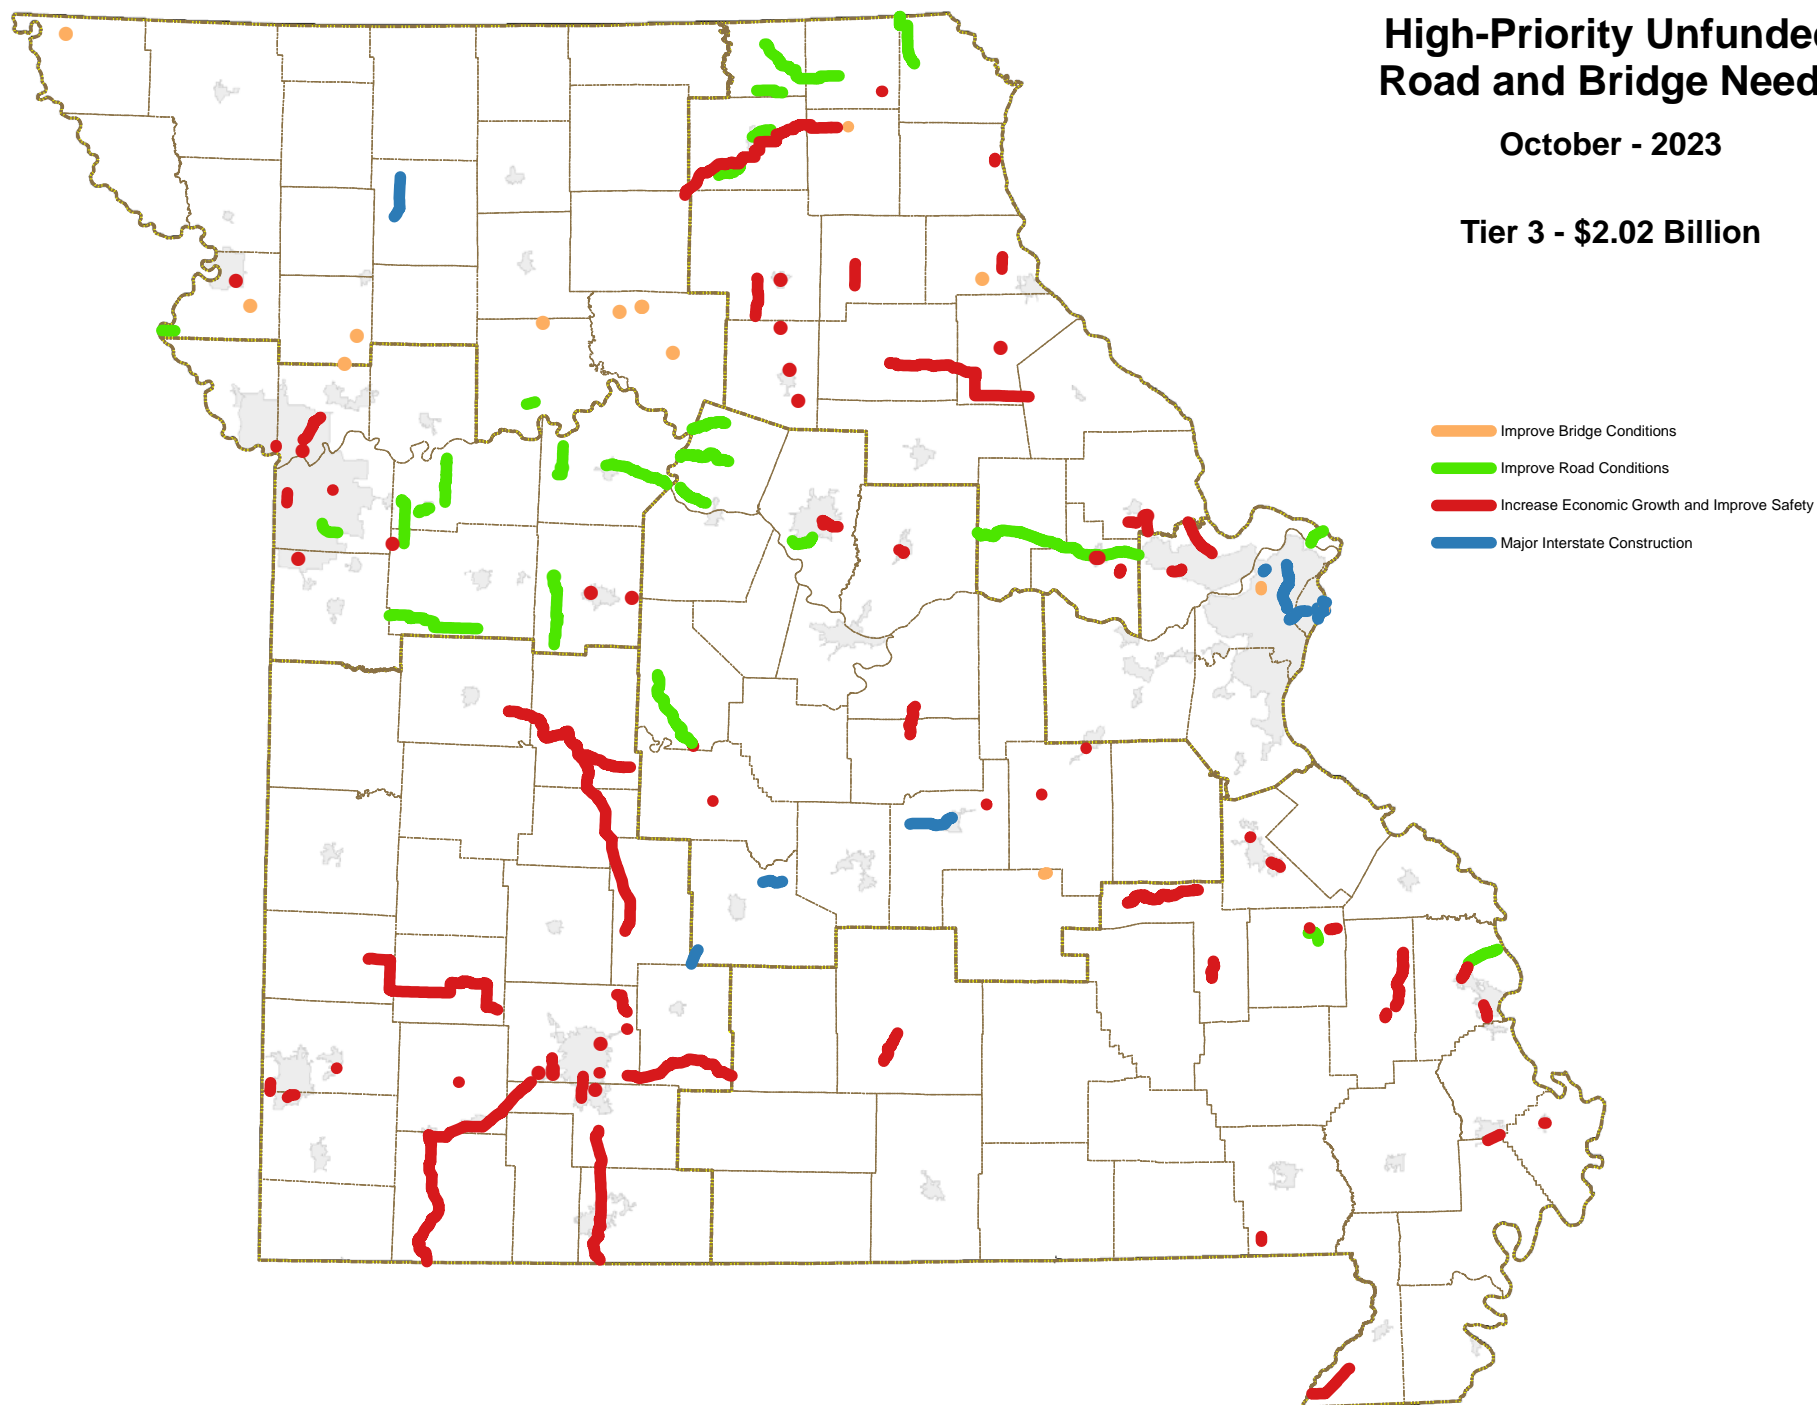 High-Priority Unfunded
Road and Bridge Need
October - 2023
Tier 3 - $2.02 Billion
Improve Bridge Conditions
Improve Road Conditions
Increase Economic Growth and Improve Safety
Major Interstate Construction